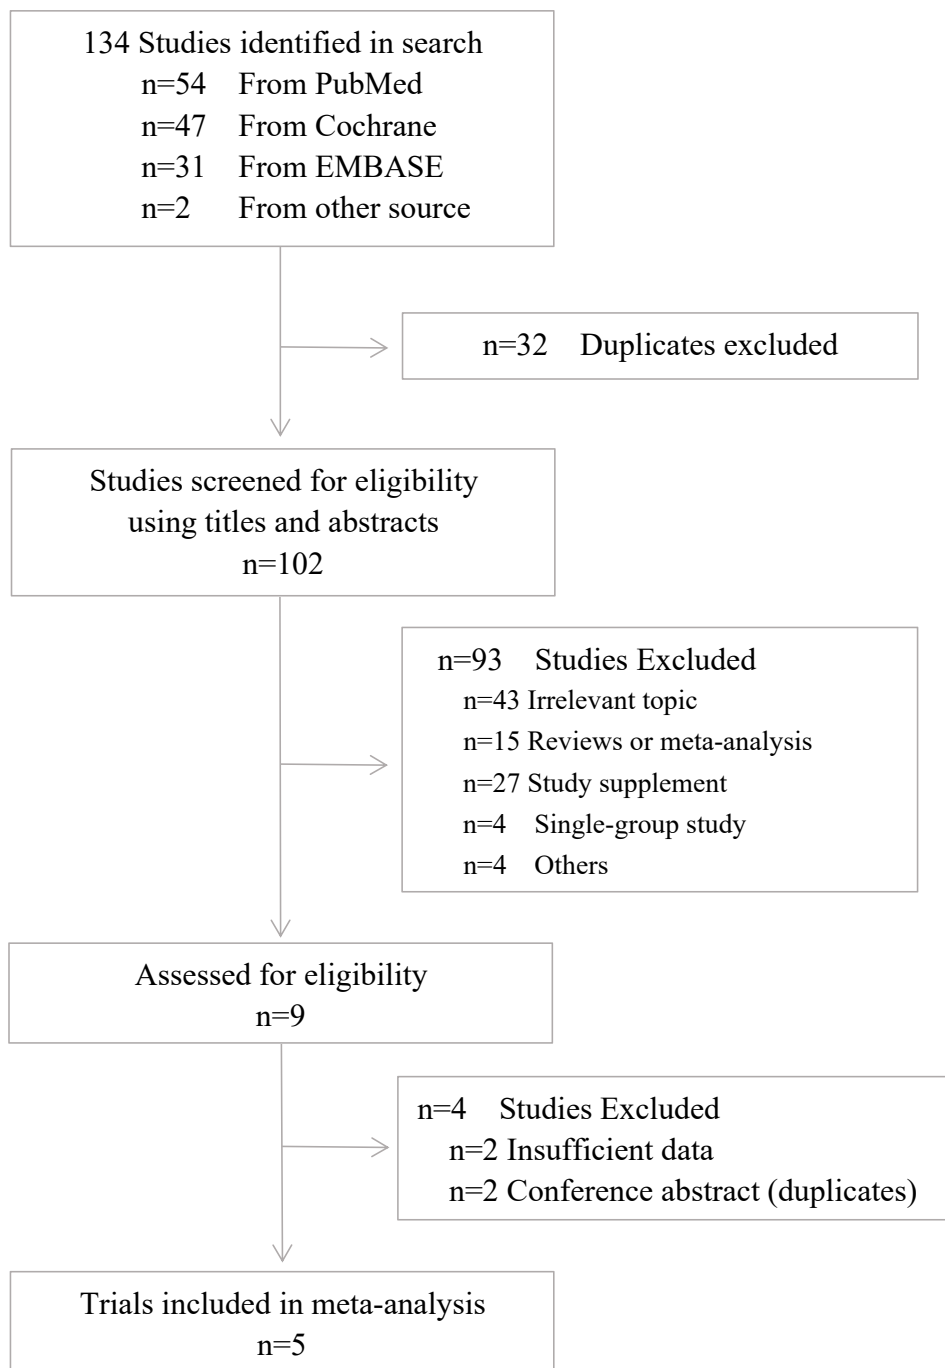 134 Studies identified in search
n=54 From PubMed
n=47 From Cochrane
n=31 From EMBASE
n=2 From other source
n=32 Duplicates excluded
Studies screened for eligibility
using titles and abstracts
n=102
n=93 Studies Excluded
n=43 Irrelevant topic
n=15 Reviews or meta-analysis
n=27 Study supplement
n=4 Single-group study
n=4 Others
Assessed for eligibility
n=9
n=4 Studies Excluded
n=2 Insufficient data
n=2 Conference abstract (duplicates)
Trials included in meta-analysis
n=5